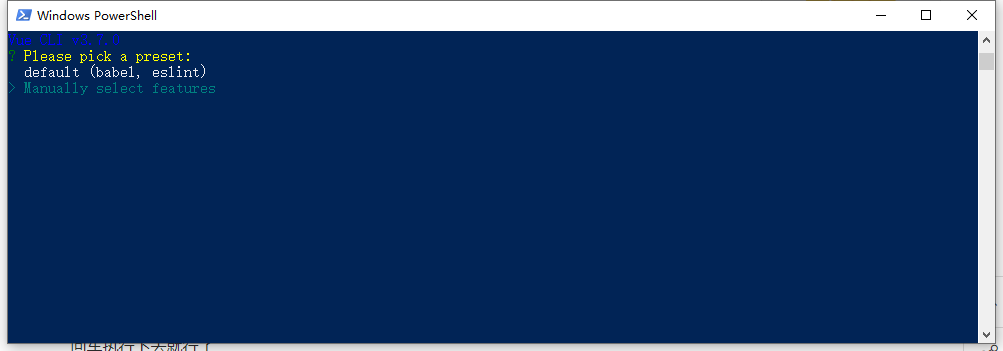 Windows PowerShell
? Please pick a preset:
default (babel, eslint)
> Manually select features